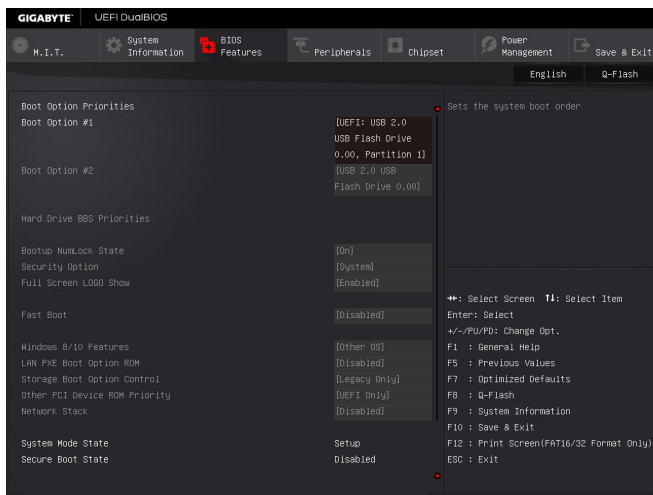 GIGABYTE™ UEFI DualBIOS
M.I.T.
System Information
BIOS Features
Peripherals
Chipset
Power Management
Save & Exit
English Q-Flash
Boot Option Priorities
Boot Option #1 [UEFI: USB 2.0
USB Flash Drive
0.00, Partition 1]
Boot Option #2 [USB 2.0 USB
Flash Drive 0.00]
Hard Drive BBS Priorities
Bootup NumLock State [On]
Security Option [System]
Full Screen LOGO Show [Enabled]
Fast Boot [Disabled]
Windows 8/10 Features [Other OS]
LAN PXE Boot Option ROM [Disabled]
Storage Boot Option Control [Legacy Only]
Other PCI Device ROM Priority [UEFI Only]
Network Stack [Disabled]
System Mode State Setup
Secure Boot State Disabled
Sets the system boot order
→←: Select Screen ↑↓: Select Item
Enter: Select
+/-/PU/PD: Change Opt.
F1 : General Help
F5 : Previous Values
F7 : Optimized Defaults
F8 : Q-Flash
F9 : System Information
F10 : Save & Exit
F12 : Print Screen(FAT16/32 Format Only)
ESC : Exit